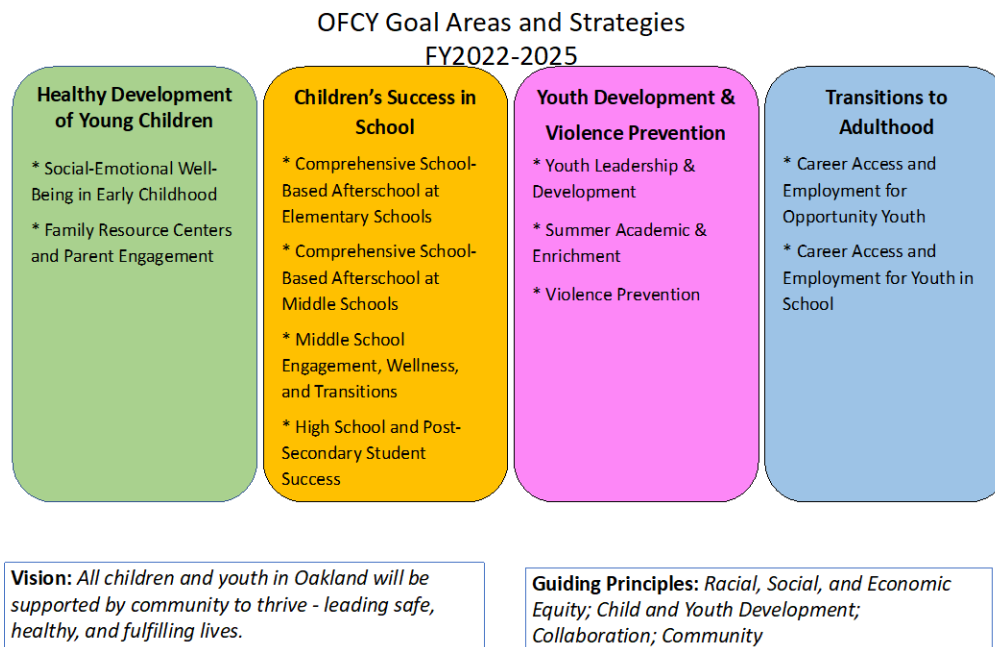 OFCY Goal Areas and Strategies
FY2022-2025
Healthy Development
of Young Children
* Social-Emotional Well-
Being in Early Childhood
* Family Resource Centers
and Parent Engagement
Children’s Success in
School
* Comprehensive School-
Based Afterschool at
Elementary Schools
* Comprehensive School-
Based Afterschool at
Middle Schools
* Middle School
Engagement, Wellness,
and Transitions
* High School and Post-
Secondary Student
Success
Youth Development &
Violence Prevention
* Youth Leadership &
Development
* Summer Academic &
Enrichment
* Violence Prevention
Transitions to
Adulthood
* Career Access and
Employment for
Opportunity Youth
* Career Access and
Employment for Youth in
School
Vision: All children and youth in Oakland will be
supported by community to thrive - leading safe,
healthy, and fulfilling lives.
Guiding Principles: Racial, Social, and Economic
Equity; Child and Youth Development;
Collaboration; Community